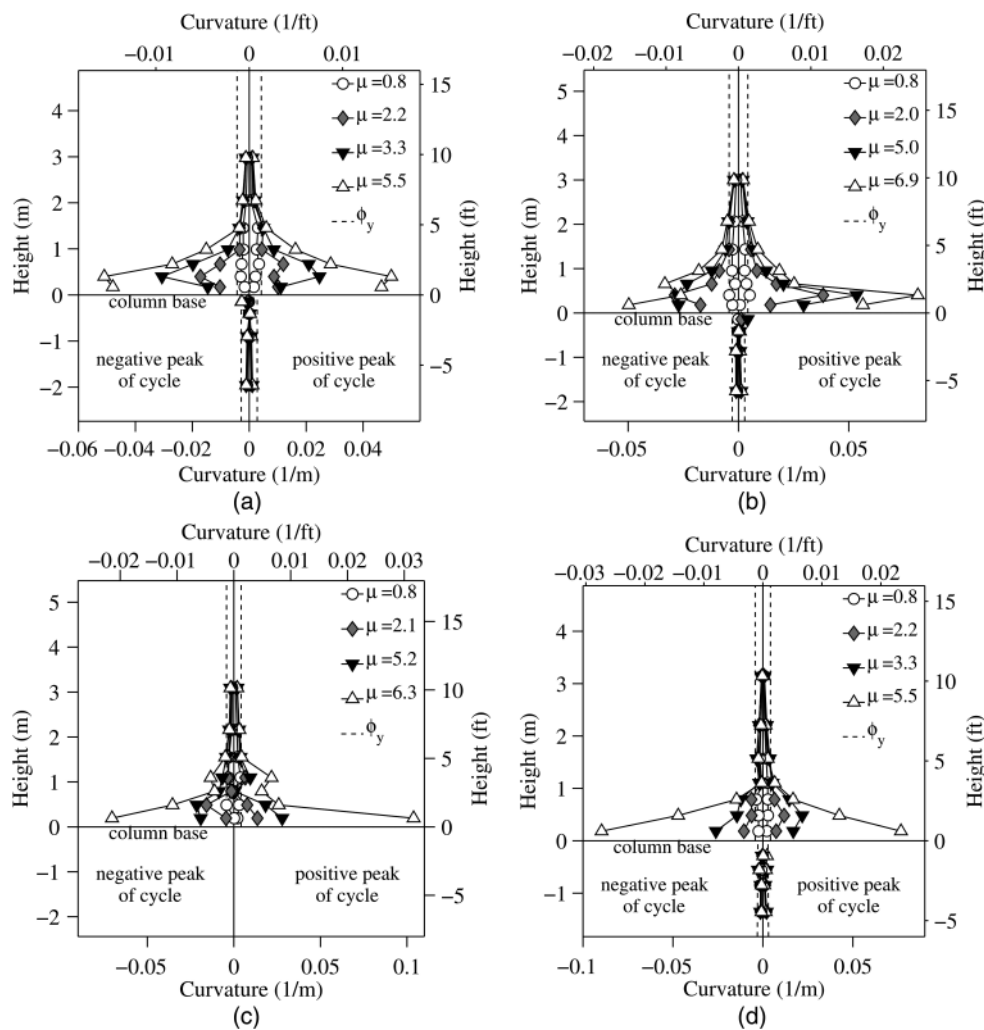 Curvature (1/ft)
−0.01 0 0.01
μ =0.8
μ =2.2
μ =3.3
μ =5.5
ϕy
4
3
2
1
0
−1
−2
15
10
5
0
−5
Height (m)
Height (ft)
column base
negative peak
of cycle
positive peak
of cycle
−0.06 −0.04 −0.02 0 0.02 0.04
Curvature (1/m)
(a)
Curvature (1/ft)
−0.02 −0.01 0 0.01 0.02
μ =0.8
μ =2.0
μ =5.0
μ =6.9
ϕy
5
4
3
2
1
0
−1
−2
15
10
5
0
−5
Height (m)
Height (ft)
column base
negative peak
of cycle
positive peak
of cycle
−0.05 0 0.05
Curvature (1/m)
(b)
Curvature (1/ft)
−0.02 −0.01 0 0.01 0.02 0.03
μ =0.8
μ =2.1
μ =5.2
μ =6.3
ϕy
5
4
3
2
1
0
−1
−2
15
10
5
0
−5
Height (m)
Height (ft)
column base
negative peak
of cycle
positive peak
of cycle
−0.05 0 0.05 0.1
Curvature (1/m)
(c)
Curvature (1/ft)
−0.03 −0.02 −0.01 0 0.01 0.02
μ =0.8
μ =2.2
μ =3.3
μ =5.5
ϕy
4
3
2
1
0
−1
15
10
5
0
−5
Height (m)
Height (ft)
column base
negative peak
of cycle
positive peak
of cycle
−0.1 −0.05 0 0.05
Curvature (1/m)
(d)